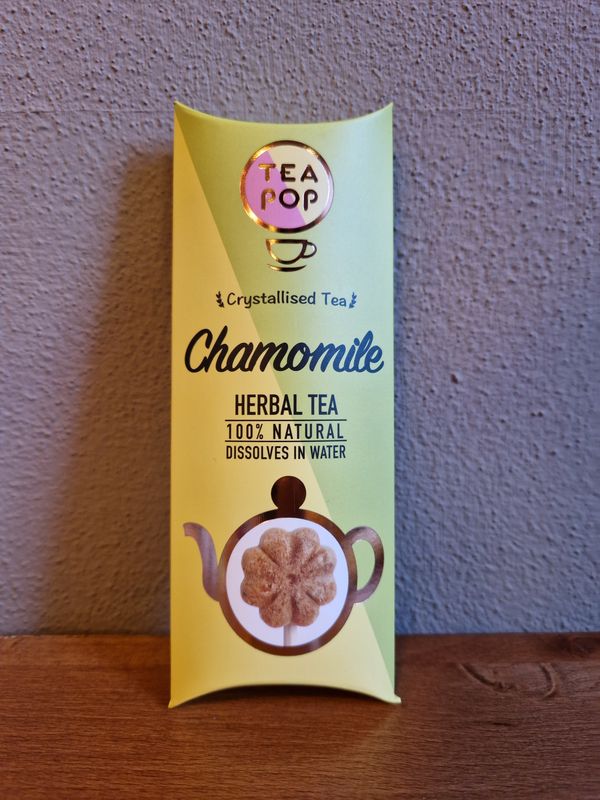 TEA
POP
Crystallised Tea
Chamomile
HERBAL TEA
100% NATURAL
DISSOLVES IN WATER